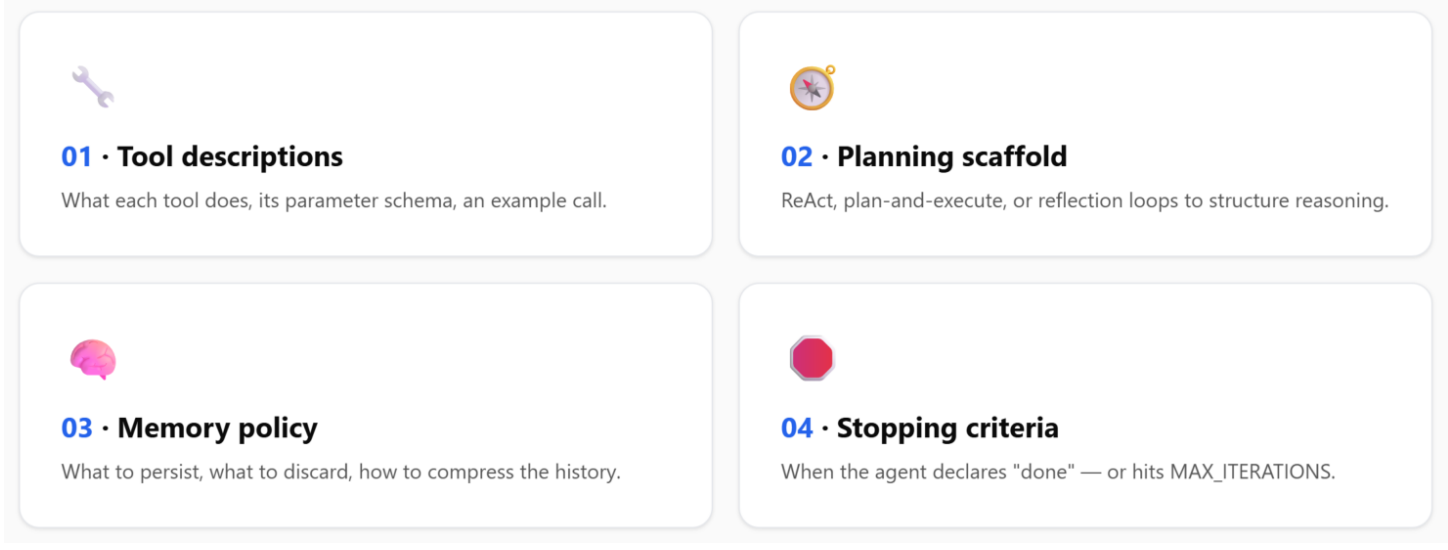 01 · Tool descriptions
What each tool does, its parameter schema, an example call.
02 · Planning scaffold
ReAct, plan-and-execute, or reflection loops to structure reasoning.
03 · Memory policy
What to persist, what to discard, how to compress the history.
04 · Stopping criteria
When the agent declares "done" — or hits MAX_ITERATIONS.